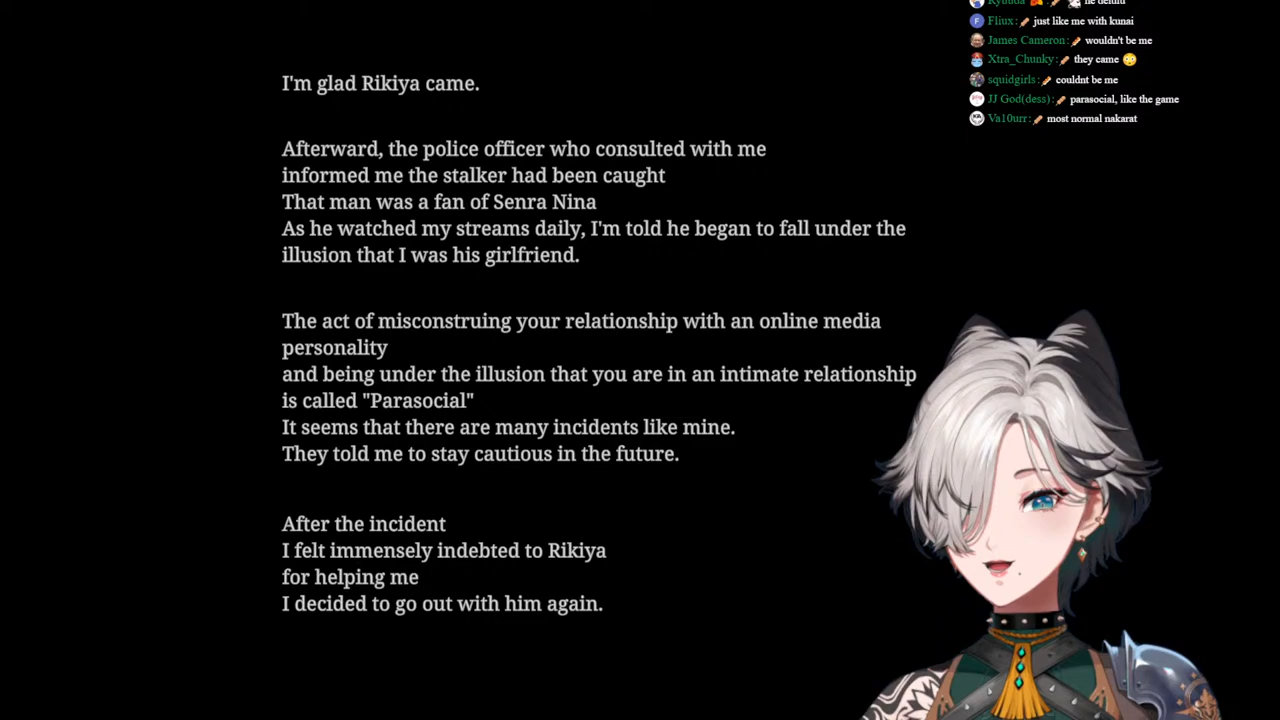 I'm glad Rikiya came.
Afterward, the police officer who consulted with me
informed me the stalker had been caught
That man was a fan of Senra Nina
As he watched my streams daily, I'm told he began to fall under the
illusion that I was his girlfriend.
The act of misconstruing your relationship with an online media
personality
and being under the illusion that you are in an intimate relationship
is called "Parasocial"
It seems that there are many incidents like mine.
They told me to stay cautious in the future.
After the incident
I felt immensely indebted to Rikiya
for helping me
I decided to go out with him again.
Fliux: just like me with kunai
James Cameron: wouldn't be me
Xtra_Chunky: they came 😳
squidgirls: couldnt be me
JJ God(dess): parasocial, like the game
Va10urr: most normal nakarat